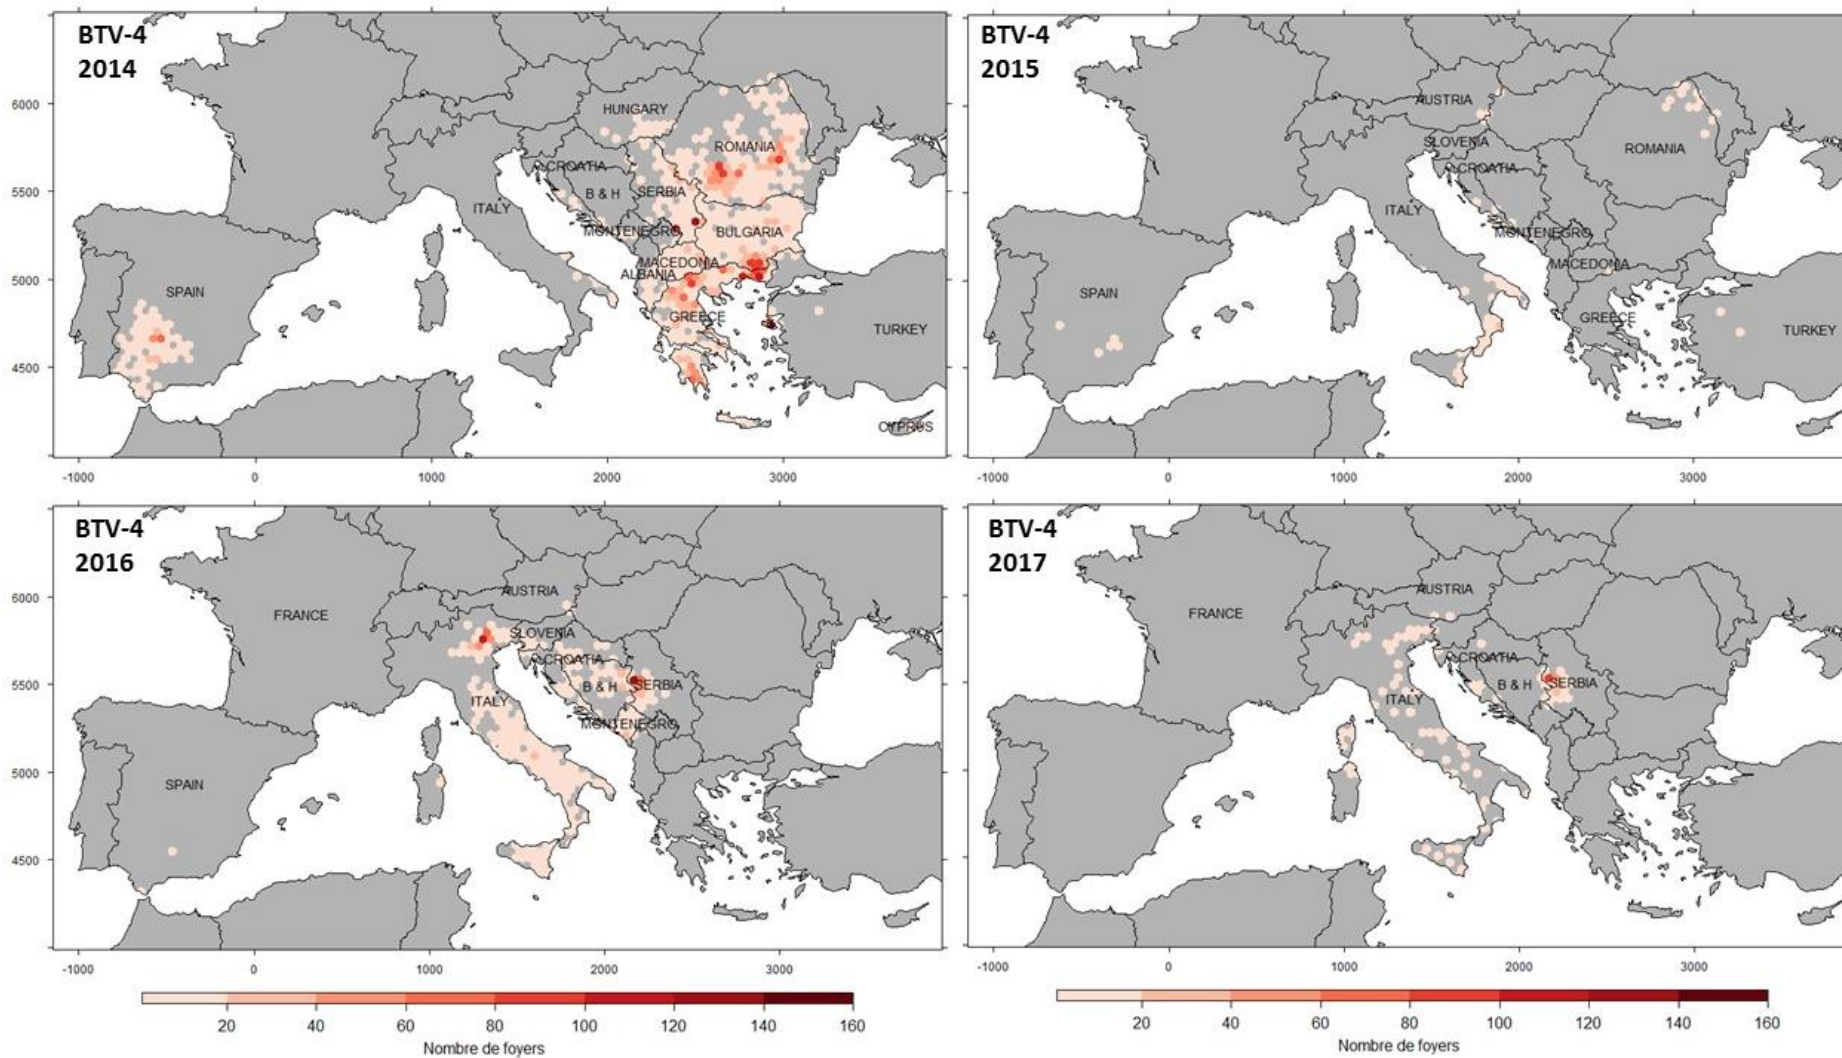 BTV-4
2014
6000
5500
5000
4500
HUNGARY
ROMANIA
CROATIA
B & H
SERBIA
ITALY
MONTENEGRO
BULGARIA
MACEDONIA
ALBANIA
SPAIN
GREECE
TURKEY
CYPRUS
-1000 0 1000 2000 3000
BTV-4
2015
AUSTRIA
SLOVENIA
ROMANIA
CROATIA
ITALY
MONTENEGRO
MACEDONIA
SPAIN
GREECE
TURKEY
-1000 0 1000 2000 3000
BTV-4
2016
6000
5500
5000
4500
AUSTRIA
FRANCE
SLOVENIA
CROATIA
B & H
SERBIA
ITALY
MONTENEGRO
SPAIN
-1000 0 1000 2000 3000
20 40 60 80 100 120 140 160
Nombre de foyers
BTV-4
2017
AUSTRIA
FRANCE
CROATIA
B & H
SERBIA
ITALY
-1000 0 1000 2000 3000
20 40 60 80 100 120 140 160
Nombre de foyers